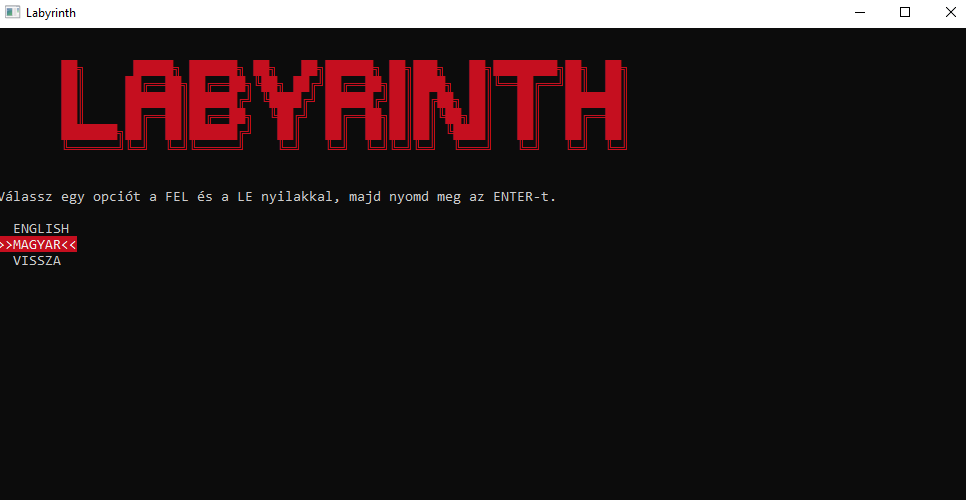 Labyrinth
LABYRINTH
Válassz egy opciót a FEL és a LE nyilakkal, majd nyomd meg az ENTER-t.
ENGLISH
>>MAGYAR<<
VISSZA